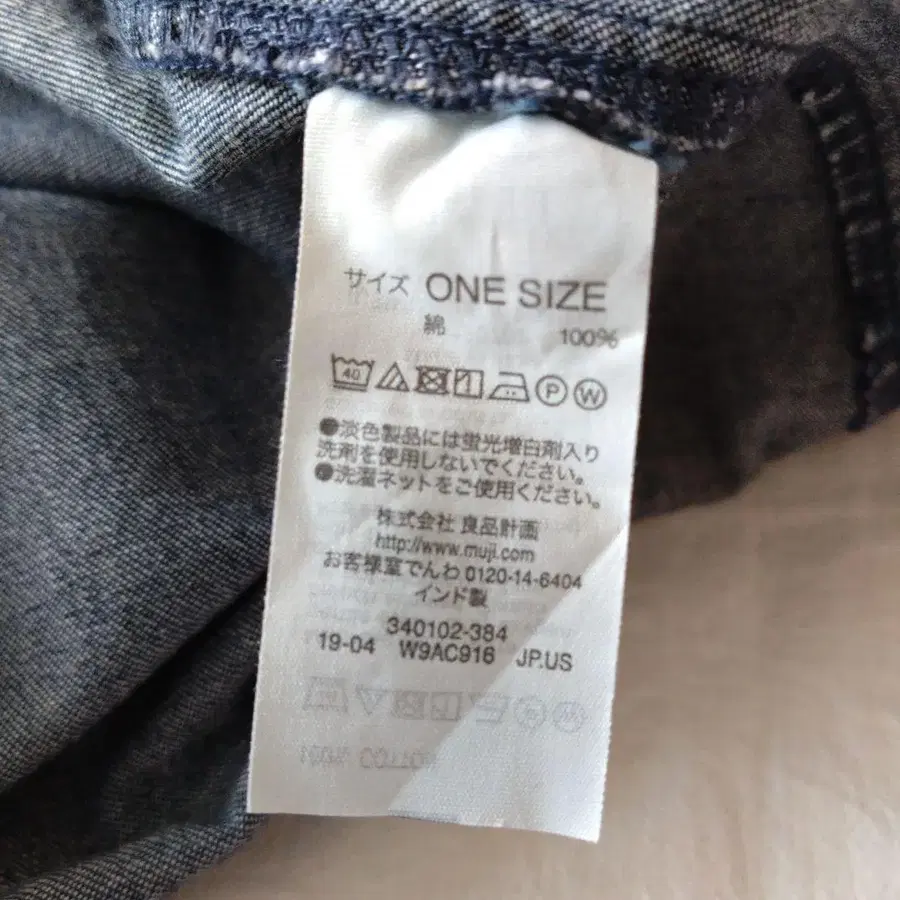 サイズ ONE SIZE
綿 100%
40 P W
●淡色製品には蛍光増白剤入り
洗剤を使用しないでください。
●洗濯ネットをご使用ください。
株式会社 良品計画
http://www.muji.com
お客様室でんわ 0120-14-6404
インド製
340102-384
19-04 W9AC916 JP.US